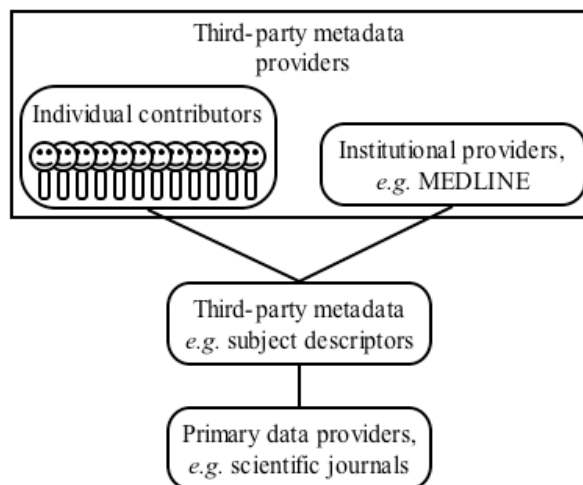 Third-party metadata
providers
Individual contributors
Institutional providers,
e.g. MEDLINE
Third-party metadata
e.g. subject descriptors
Primary data providers,
e.g. scientific journals